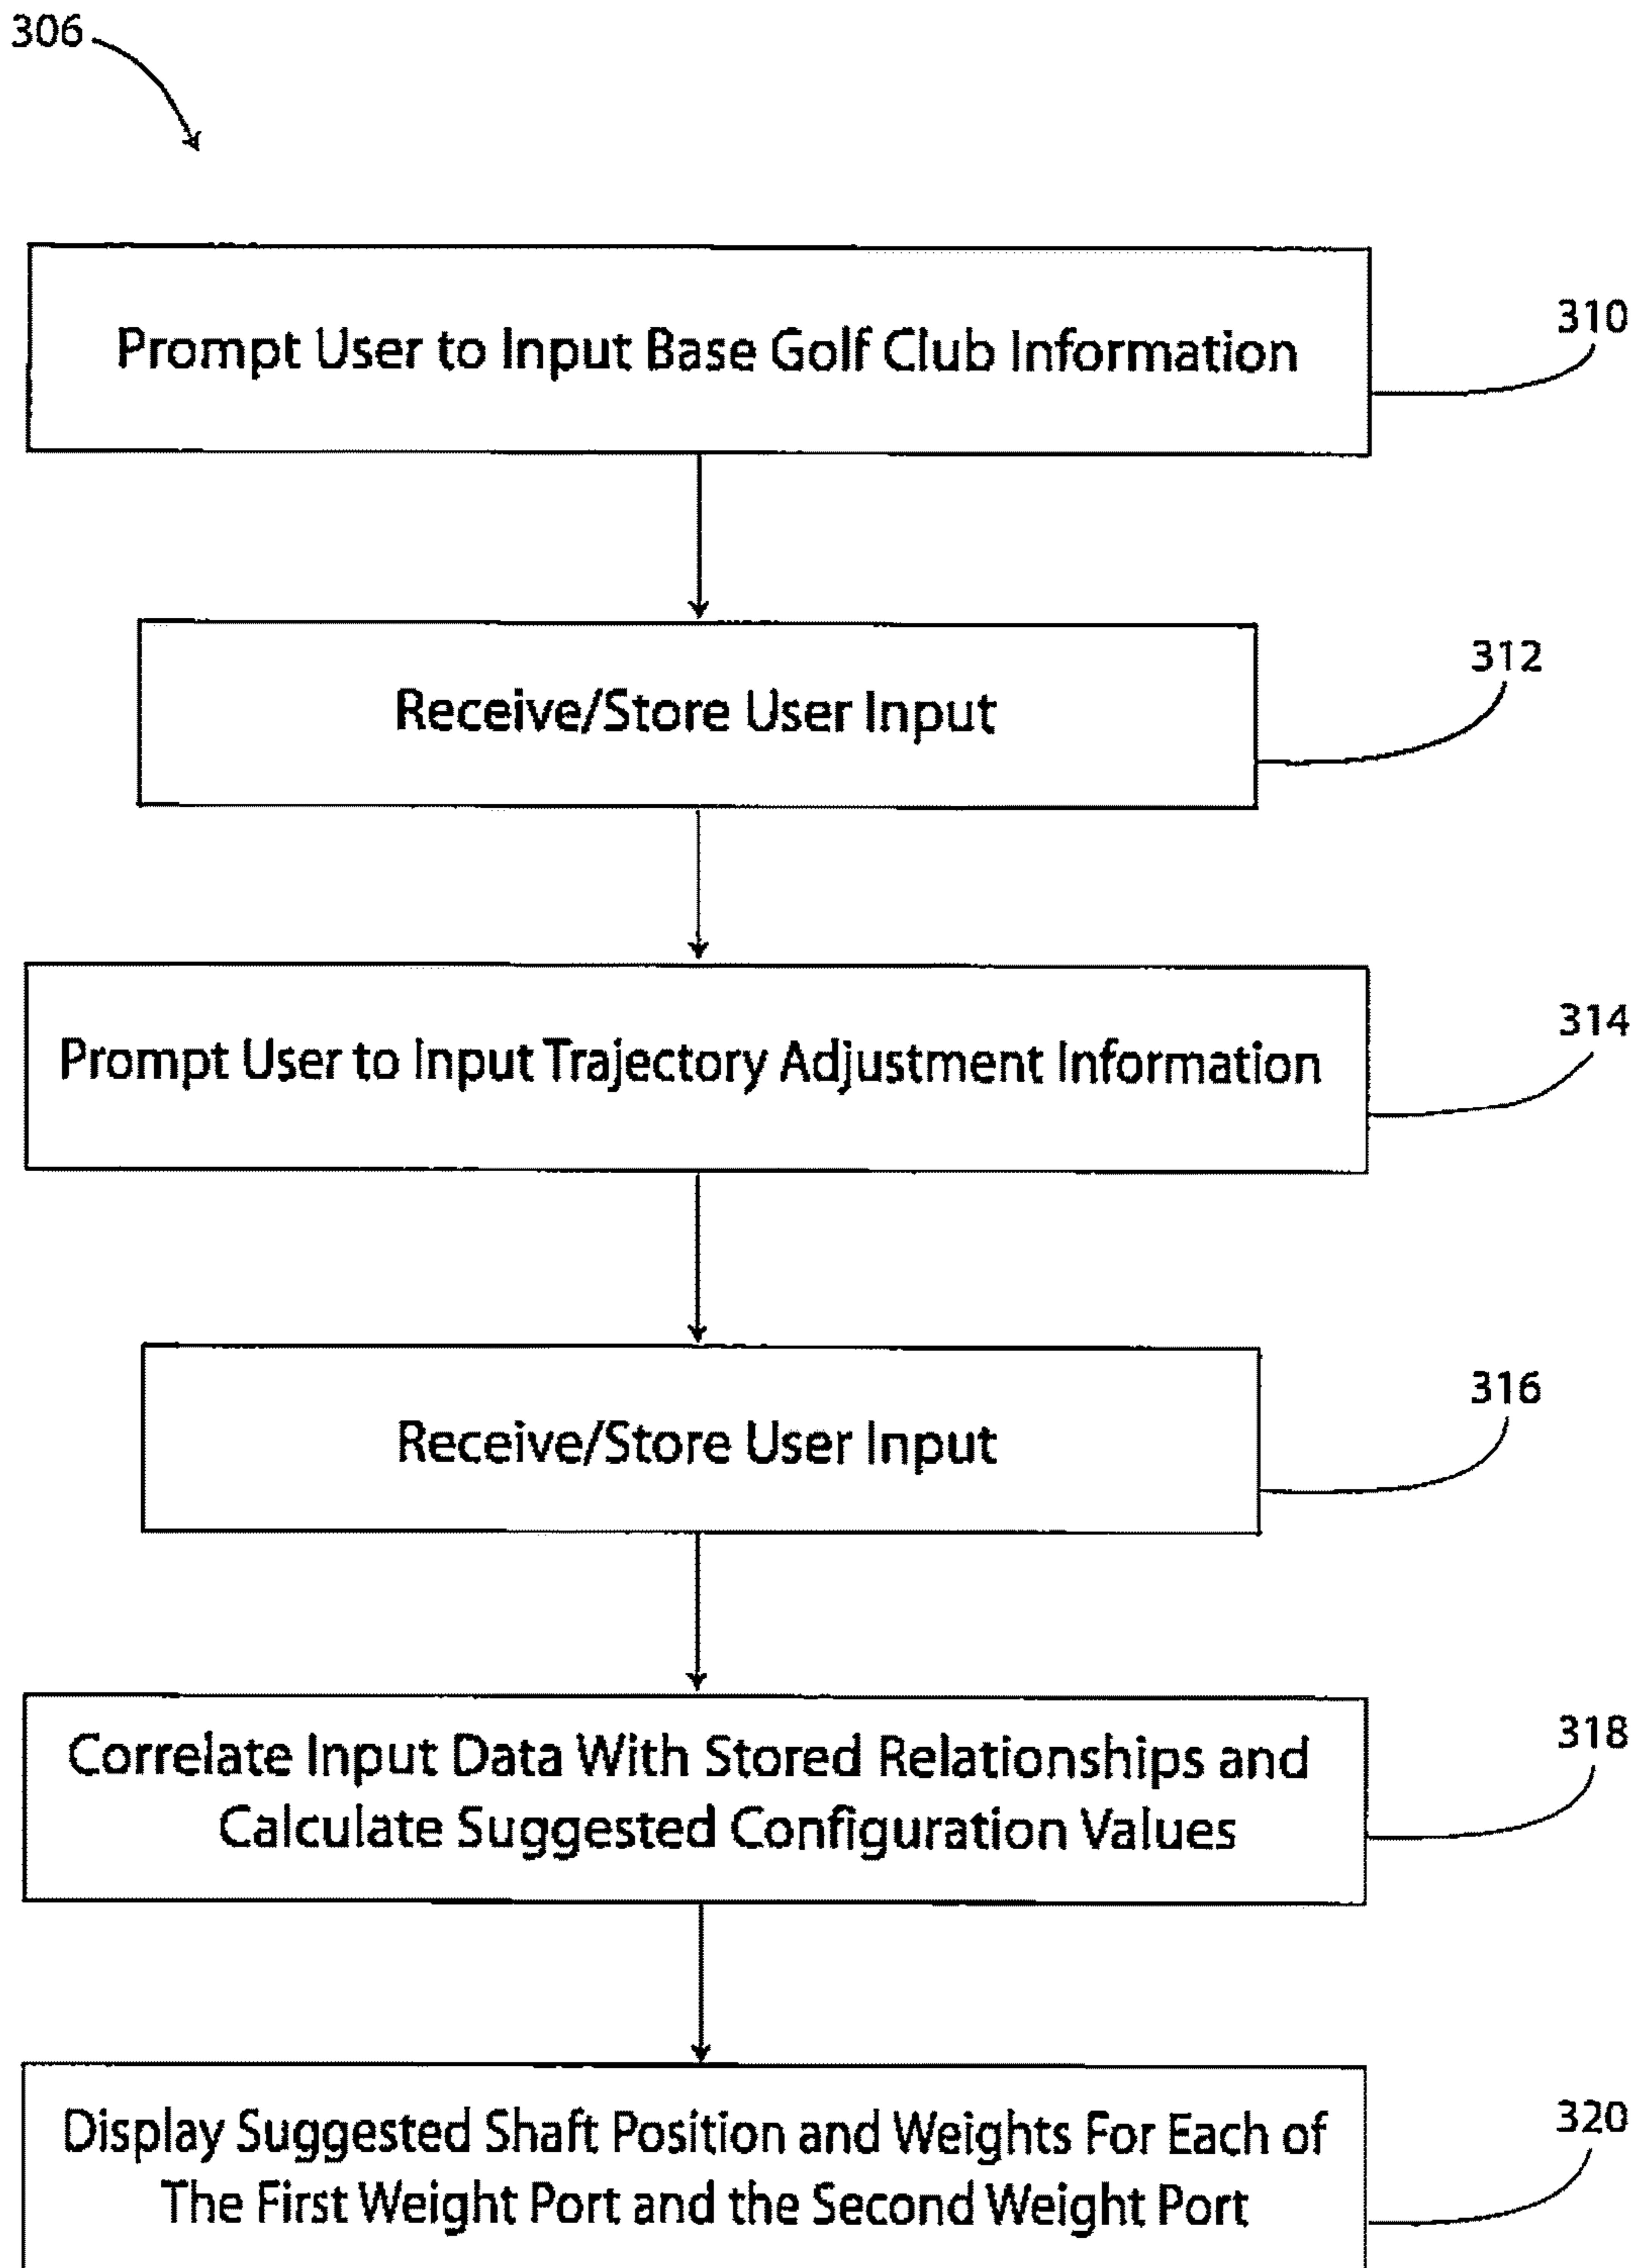 306
Prompt User to Input Base Golf Club Information
310
Receive/Store User Input
312
Prompt User to Input Trajectory Adjustment Information
314
Receive/Store User Input
316
Correlate Input Data With Stored Relationships and
Calculate Suggested Configuration Values
318
Display Suggested Shaft Position and Weights For Each of
The First Weight Port and the Second Weight Port
320